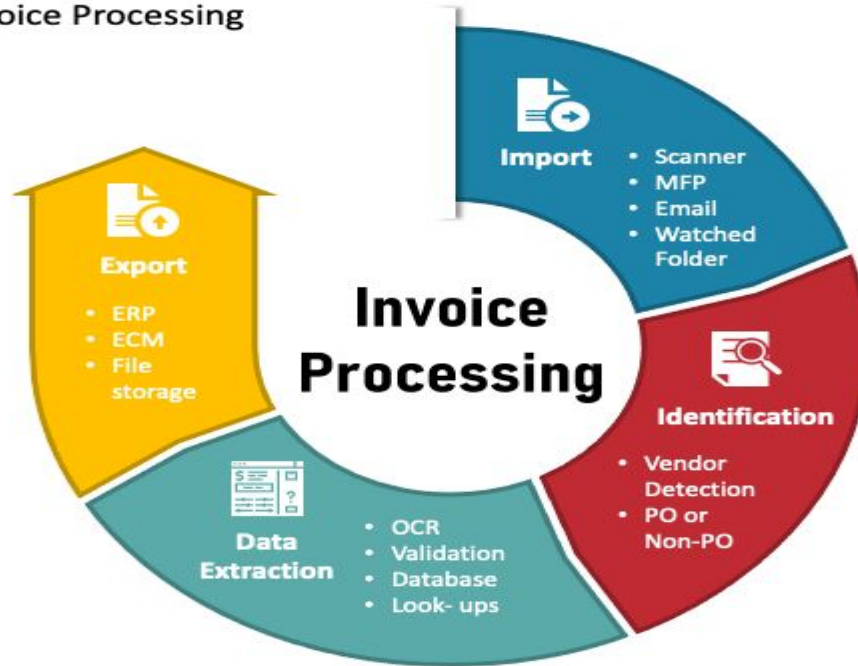 oice Processing
Import
• Scanner
• MFP
• Email
• Watched
Folder
Identification
• Vendor
Detection
• PO or
Non-PO
Data
Extraction
• OCR
• Validation
• Database
• Look- ups
Export
• ERP
• ECM
• File
storage
Invoice
Processing
$
?